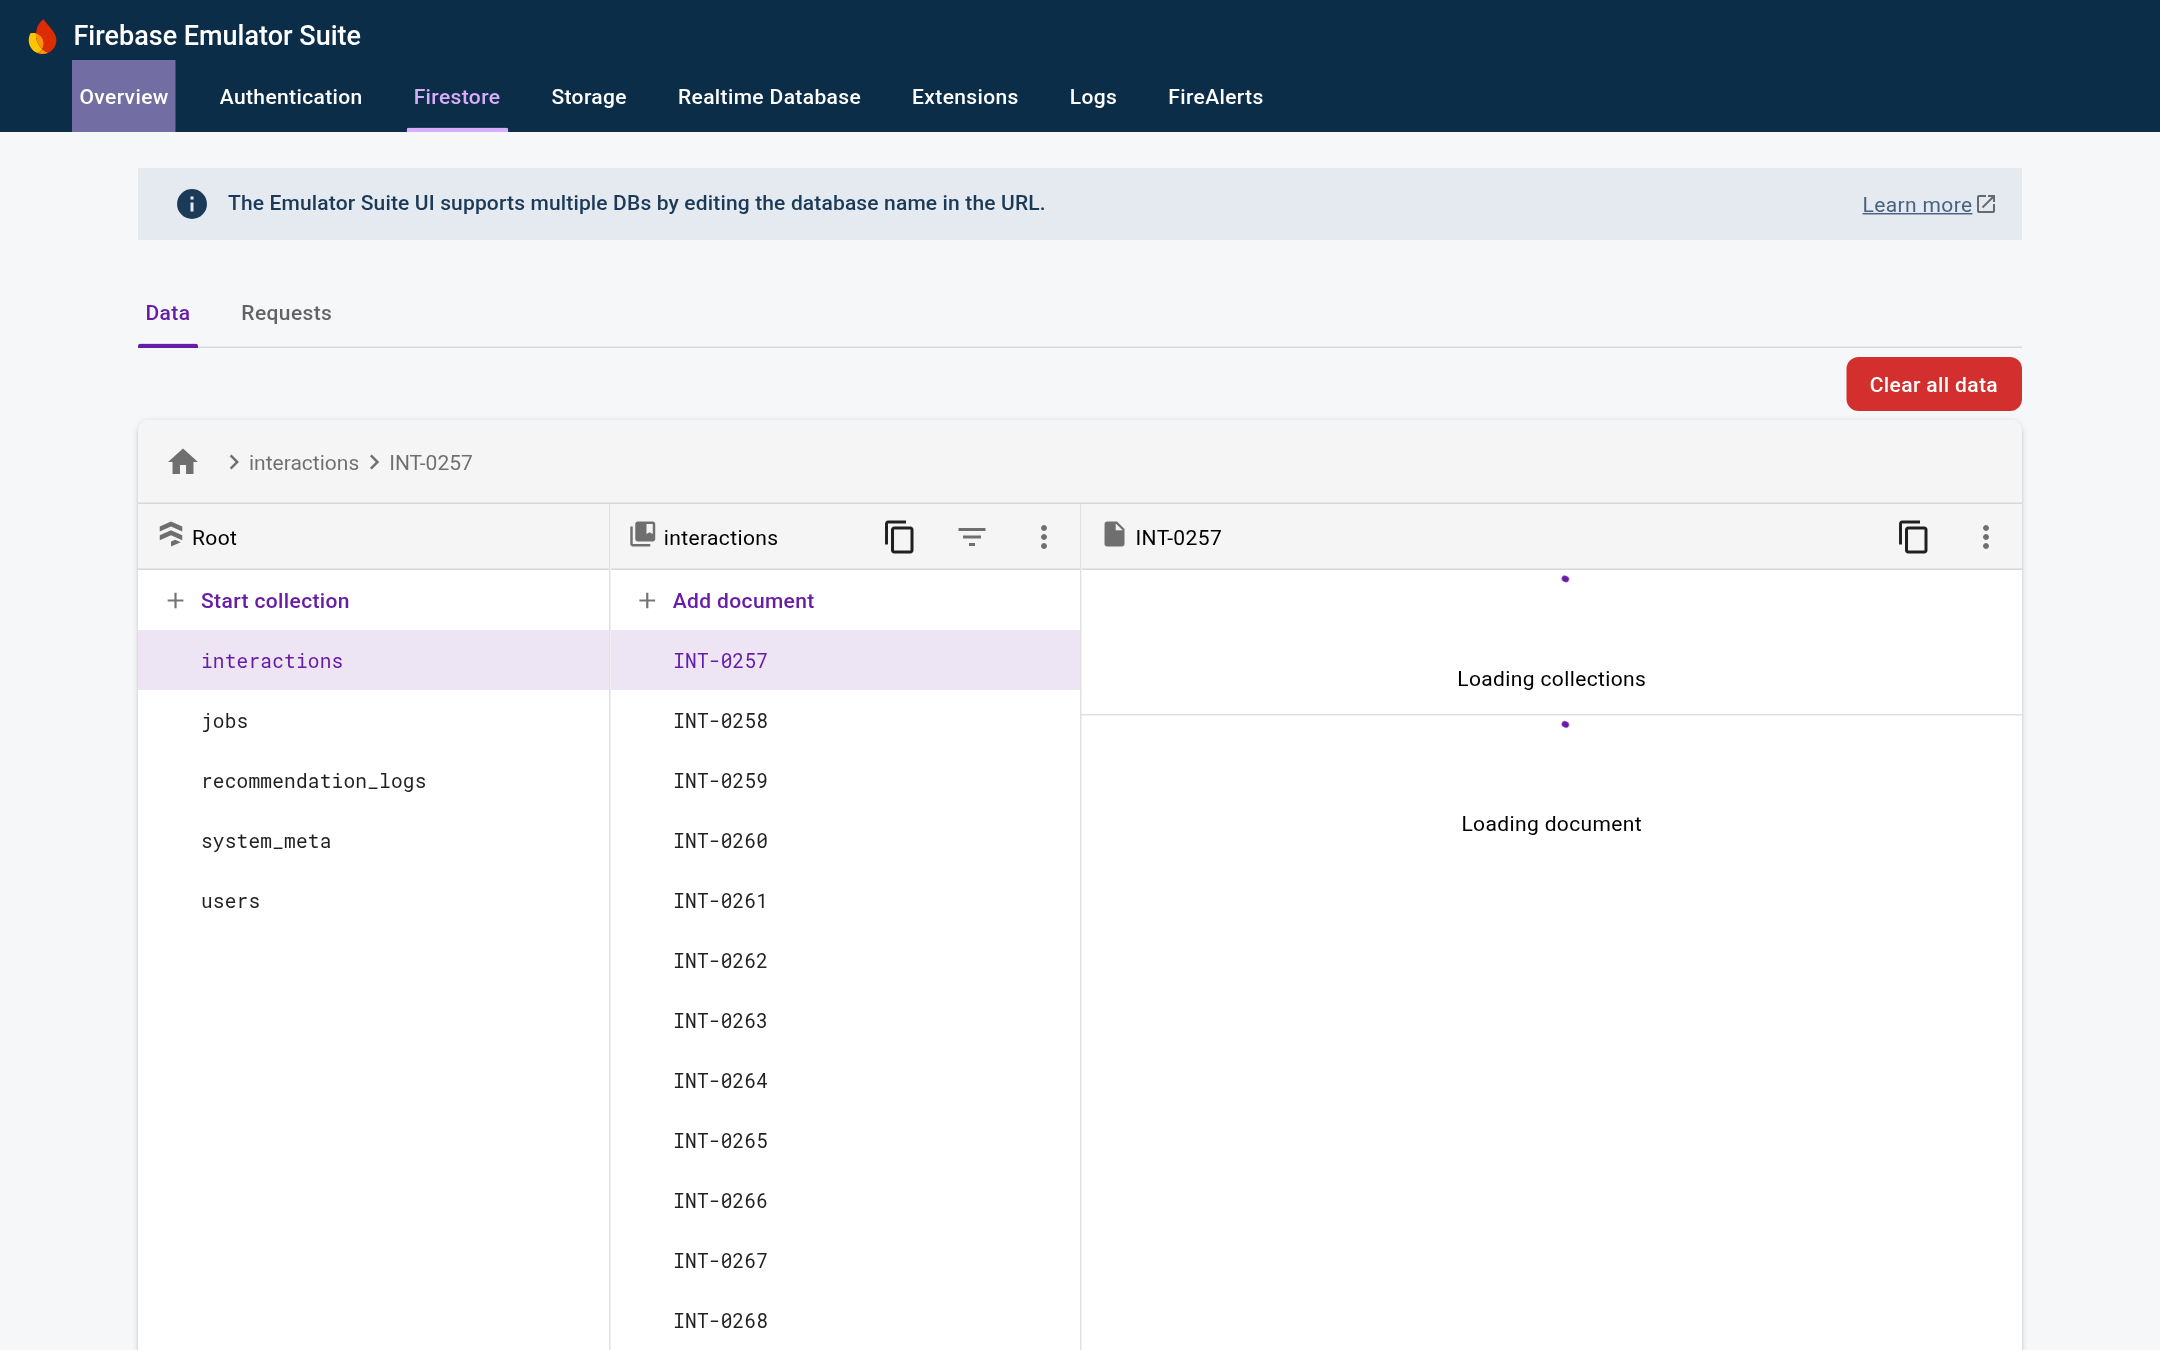 Firebase Emulator Suite
Overview Authentication Firestore Storage Realtime Database Extensions Logs FireAlerts
The Emulator Suite UI supports multiple DBs by editing the database name in the URL. Learn more
Data Requests
Clear all data
interactions INT-0257
Root
interactions
INT-0257
Start collection
interactions
jobs
recommendation_logs
system_meta
users
Add document
INT-0257
INT-0258
INT-0259
INT-0260
INT-0261
INT-0262
INT-0263
INT-0264
INT-0265
INT-0266
INT-0267
INT-0268
Loading collections
Loading document